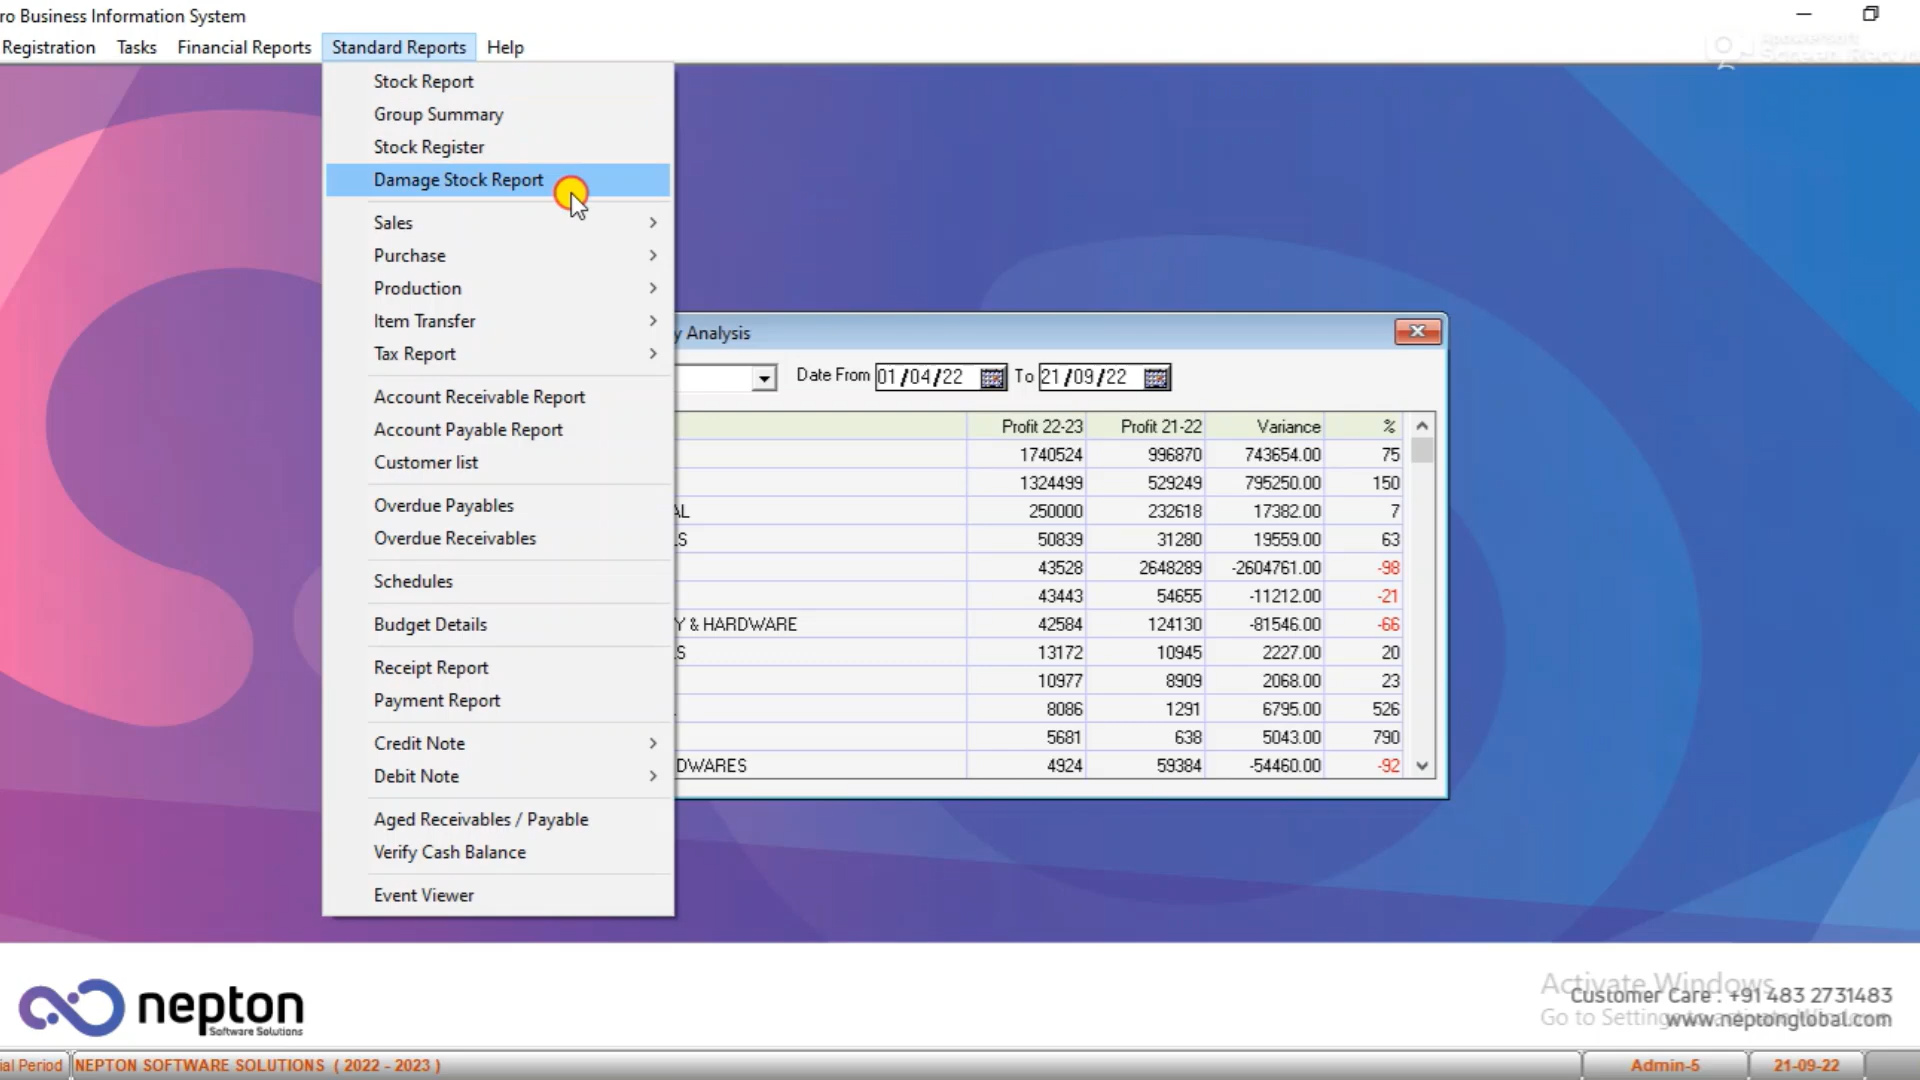 ro Business Information System
Registration Tasks Financial Reports Standard Reports Help
Apowersoft
Screen Recor
Stock Report
Group Summary
Stock Register
Damage Stock Report
Sales
Purchase
Production
Item Transfer
Tax Report
Account Receivable Report
Account Payable Report
Customer list
Overdue Payables
Overdue Receivables
Schedules
Budget Details
Receipt Report
Payment Report
Credit Note
Debit Note
Aged Receivables / Payable
Verify Cash Balance
Event Viewer
y Analysis
Date From 01/04/22 To 21/09/22
Profit 22-23 Profit 21-22 Variance %
1740524 996870 743654.00 75
1324499 529249 795250.00 150
AL 250000 232618 17382.00 7
LS 50839 31280 19559.00 63
43528 2648289 -2604761.00 -98
43443 54655 -11212.00 -21
Y & HARDWARE 42584 124130 -81546.00 -66
S 13172 10945 2227.00 20
10977 8909 2068.00 23
8086 1291 6795.00 526
5681 638 5043.00 790
DWARES 4924 59384 -54460.00 -92
nepton
Software Solutions
Activate Windows
Customer Care : +91 483 2731483
Go to Settings to activate Windows.
www.neptonglobal.com
ial Period NEPTON SOFTWARE SOLUTIONS ( 2022 - 2023 ) Admin-5 21-09-22